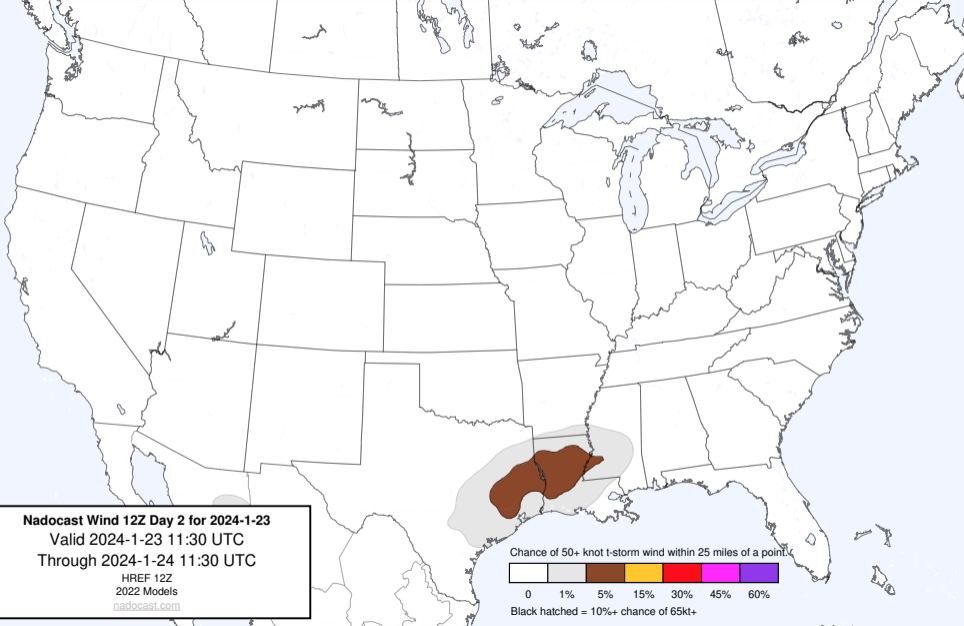 Nadocast Wind 12Z Day 2 for 2024-1-23
Valid 2024-1-23 11:30 UTC
Through 2024-1-24 11:30 UTC
HREF 12Z
2022 Models
nadocast.com
Chance of 50+ knot t-storm wind within 25 miles of a point.
0 1% 5% 15% 30% 45% 60%
Black hatched = 10%+ chance of 65kt+